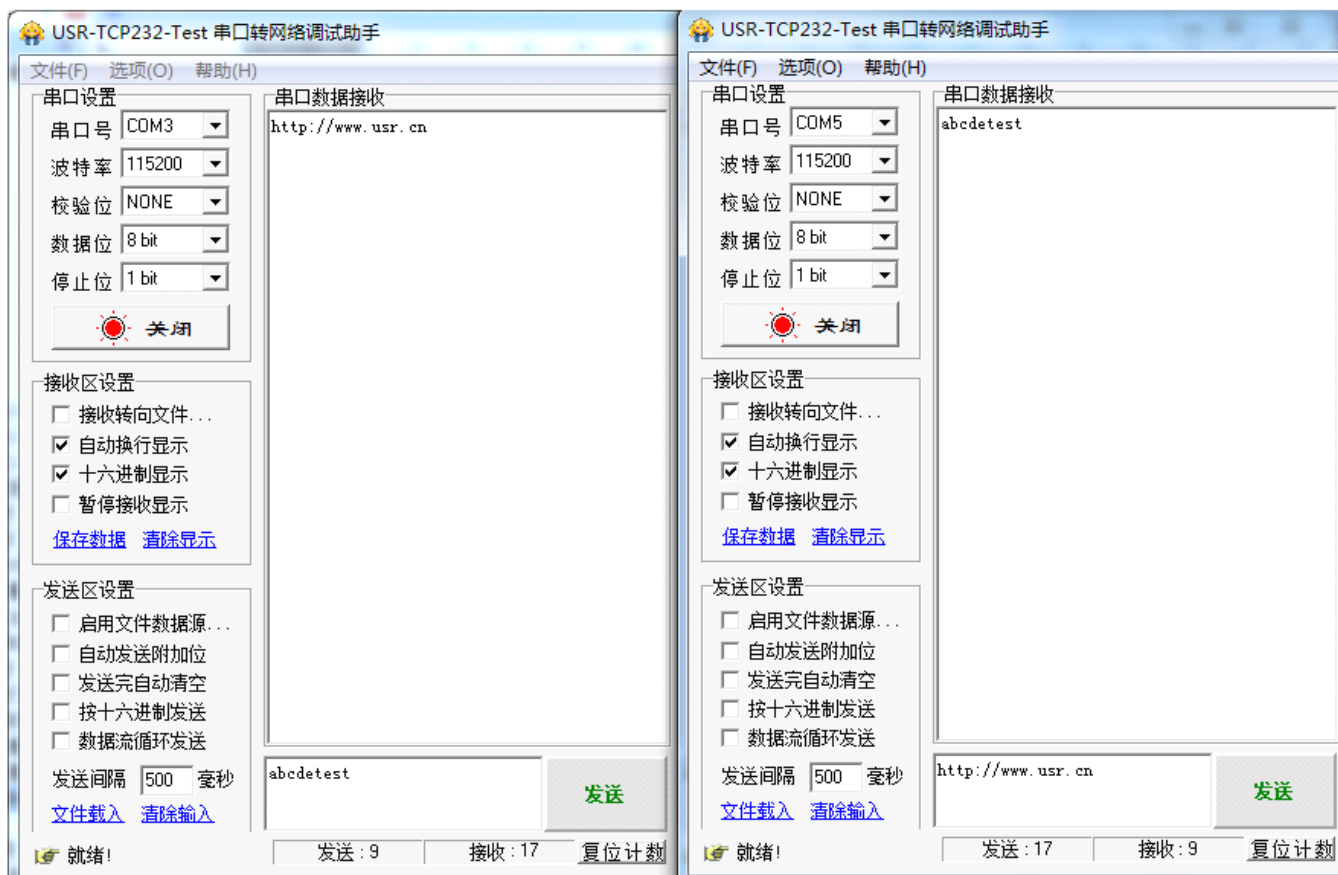 USR-TCP232-Test 串口转网络调试助手
文件(F) 选项(O) 帮助(H)
串口设置
串口号 COM3
波特率 115200
校验位 NONE
数据位 8 bit
停止位 1 bit
关闭
接收区设置
接收转向文件...
自动换行显示
十六进制显示
暂停接收显示
保存数据 清除显示
发送区设置
启用文件数据源...
自动发送附加位
发送完自动清空
按十六进制发送
数据流循环发送
发送间隔 500 毫秒
文件载入 清除输入
串口数据接收
http://www.usr.cn
abcdetest
发送
就绪!
发送:9
接收:17
复位计数
USR-TCP232-Test 串口转网络调试助手
文件(F) 选项(O) 帮助(H)
串口设置
串口号 COM5
波特率 115200
校验位 NONE
数据位 8 bit
停止位 1 bit
关闭
接收区设置
接收转向文件...
自动换行显示
十六进制显示
暂停接收显示
保存数据 清除显示
发送区设置
启用文件数据源...
自动发送附加位
发送完自动清空
按十六进制发送
数据流循环发送
发送间隔 500 毫秒
文件载入 清除输入
串口数据接收
abcdetest
http://www.usr.cn
发送
就绪!
发送:17
接收:9
复位计数